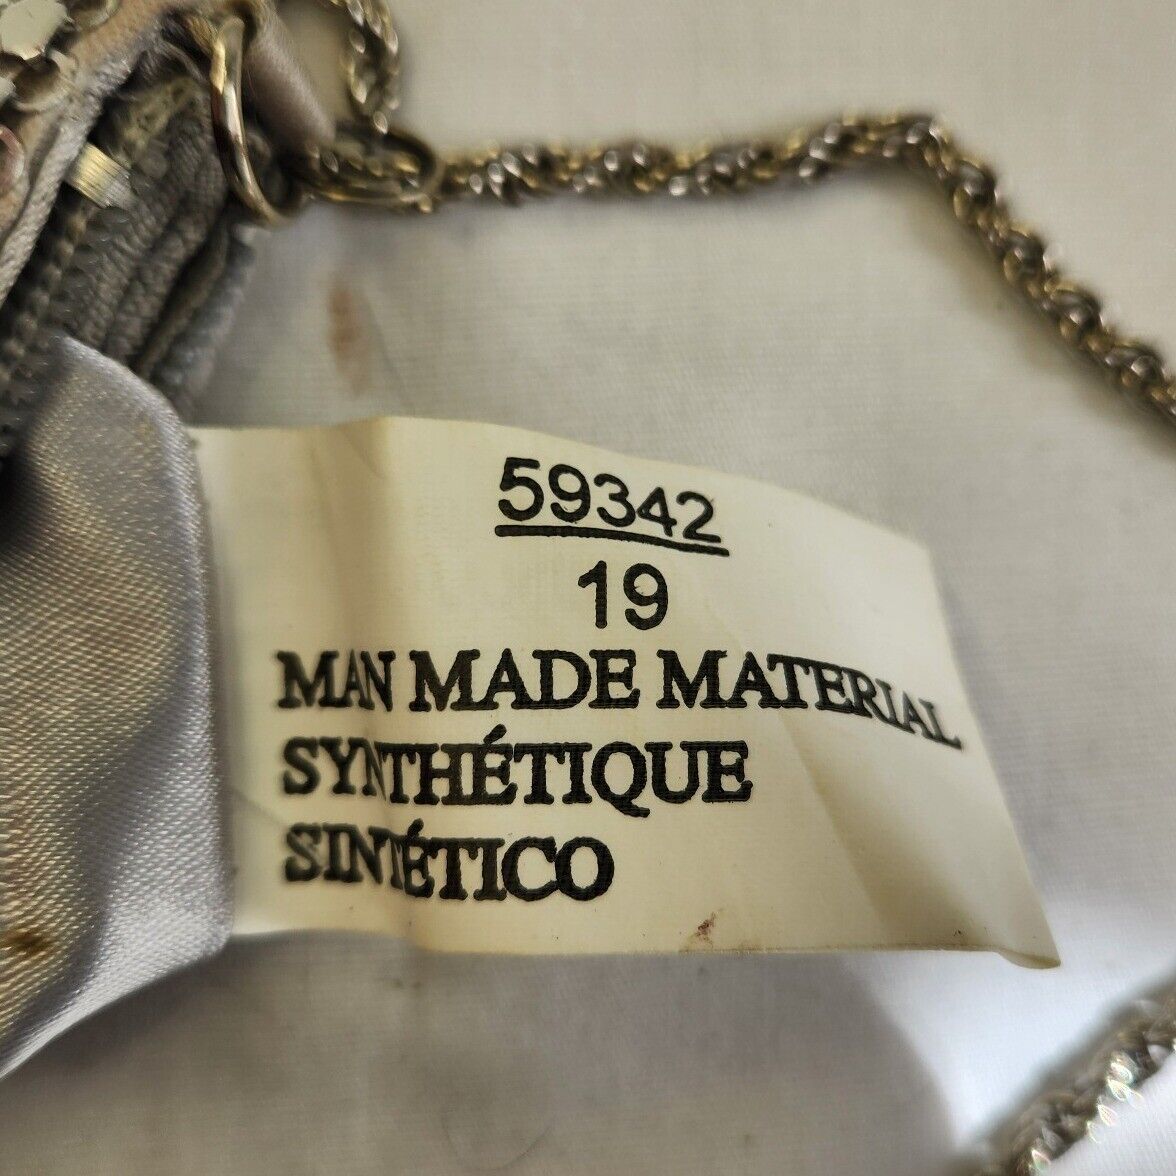 59342
19
MAN MADE MATERIAL
SYNTHÉTIQUE
SINTÉTICO